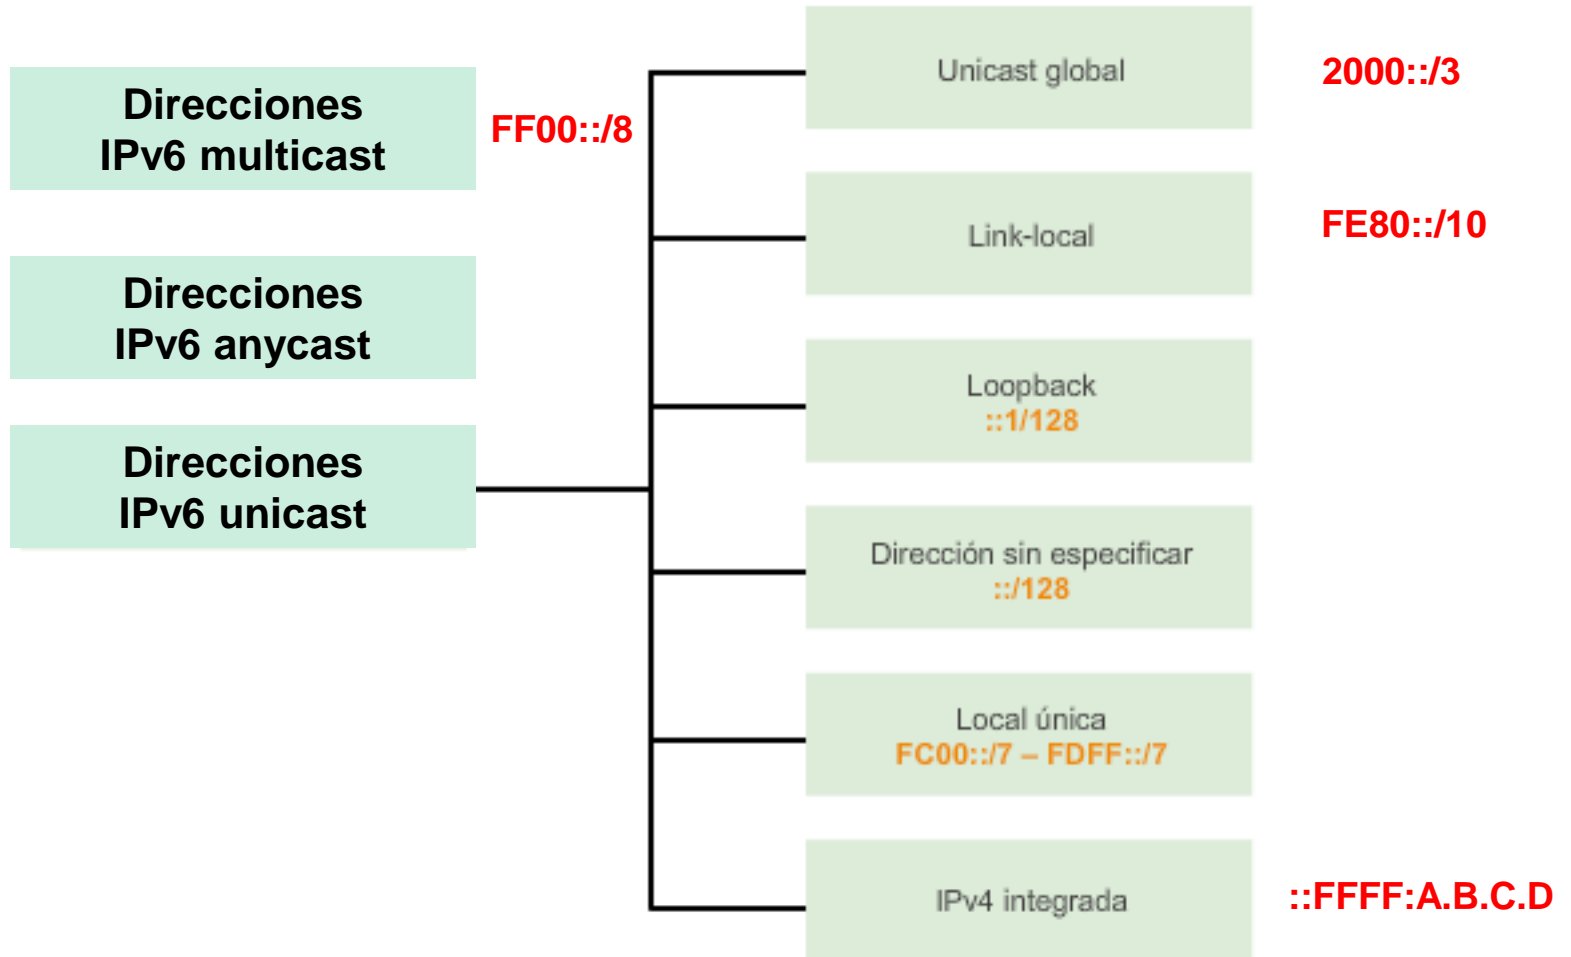 Direcciones
IPv6 multicast
FF00::/8
Direcciones
IPv6 anycast
Direcciones
IPv6 unicast
Unicast global
2000::/3
Link-local
FE80::/10
Loopback
::1/128
Dirección sin especificar
::/128
Local única
FC00::/7 – FDFF::/7
IPv4 integrada
::FFFF:A.B.C.D